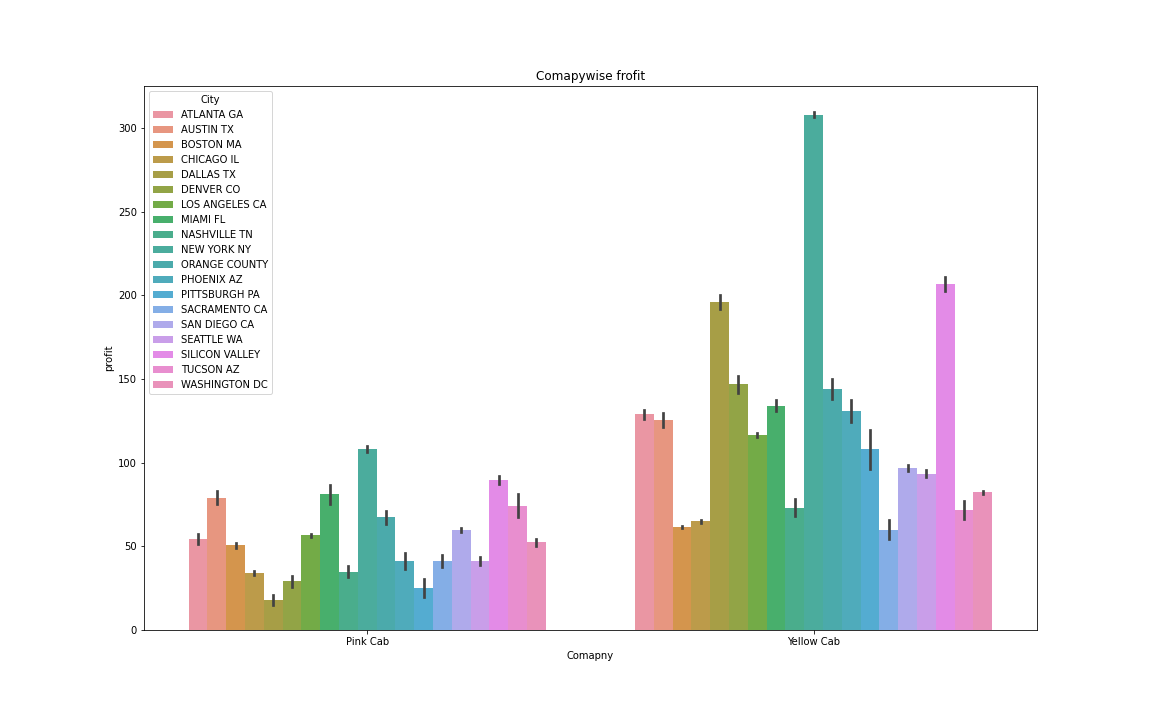 Comapywise frofit
City
ATLANTA GA
AUSTIN TX
BOSTON MA
CHICAGO IL
DALLAS TX
DENVER CO
LOS ANGELES CA
MIAMI FL
NASHVILLE TN
NEW YORK NY
ORANGE COUNTY
PHOENIX AZ
PITTSBURGH PA
SACRAMENTO CA
SAN DIEGO CA
SEATTLE WA
SILICON VALLEY
TUCSON AZ
WASHINGTON DC
300
250
200
150
100
50
0
profit
Pink Cab
Yellow Cab
Comapny